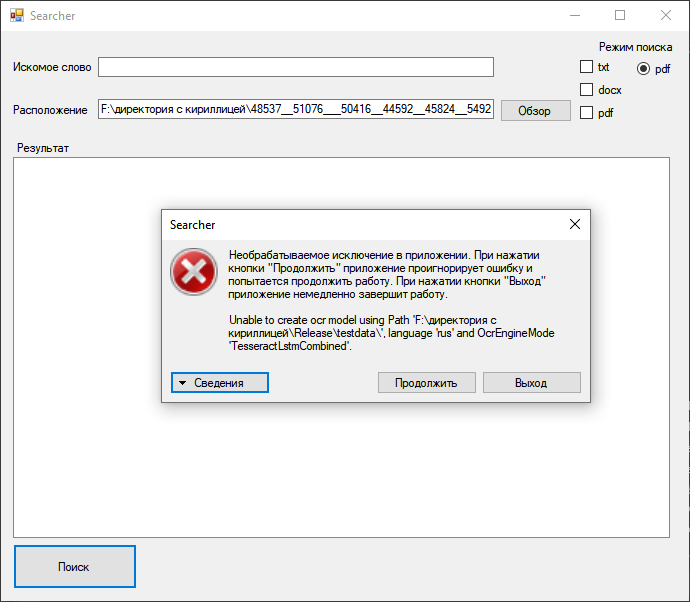 Searcher
Режим поиска
Искомое слово
txt
pdf
docx
Расположение
F:\директория с кириллицей\48537__51076___50416__44592__45824__5492
Обзор
pdf
Результат
Searcher
Необрабатываемое исключение в приложении. При нажатии
кнопки "Продолжить" приложение проигнорирует ошибку и
попытается продолжить работу. При нажатии кнопки "Выход"
приложение немедленно завершит работу.
Unable to create ocr model using Path 'F:\директория с
кириллицей\Release\testdata\', language 'rus' and OcrEngineMode
'TesseractLstmCombined'.
Сведения
Продолжить
Выход
Поиск